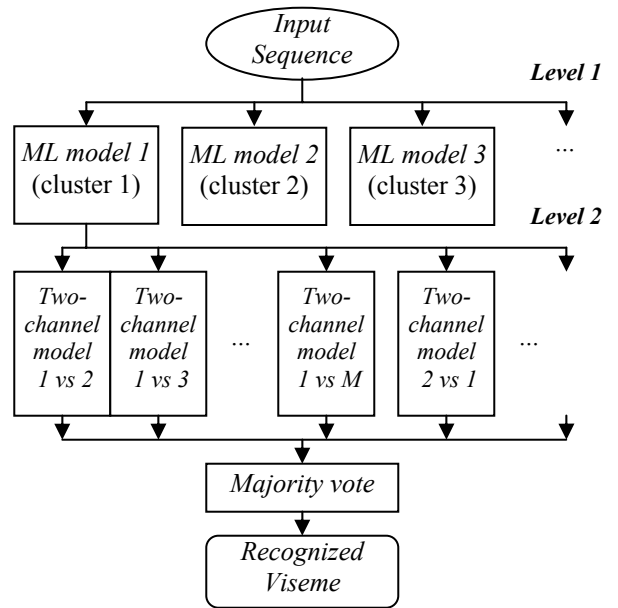 Input
Sequence
Level 1
ML model 1
(cluster 1)
ML model 2
(cluster 2)
ML model 3
(cluster 3)
...
Level 2
Two-
channel
model
1 vs 2
Two-
channel
model
1 vs 3
...
Two-
channel
model
1 vs M
Two-
channel
model
2 vs 1
...
Majority vote
Recognized
Viseme